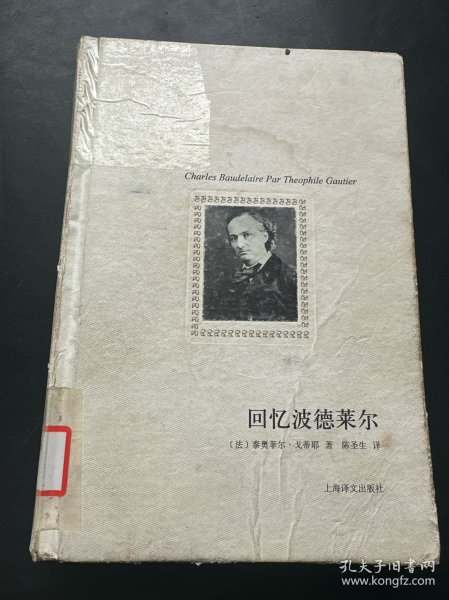 Charles Baudelaire Par Theophile Gautier
回忆波德莱尔
〔法〕泰奥菲尔·戈蒂耶 著 陈圣生 译
上海译文出版社
孔夫子旧书网
www.kongfz.com